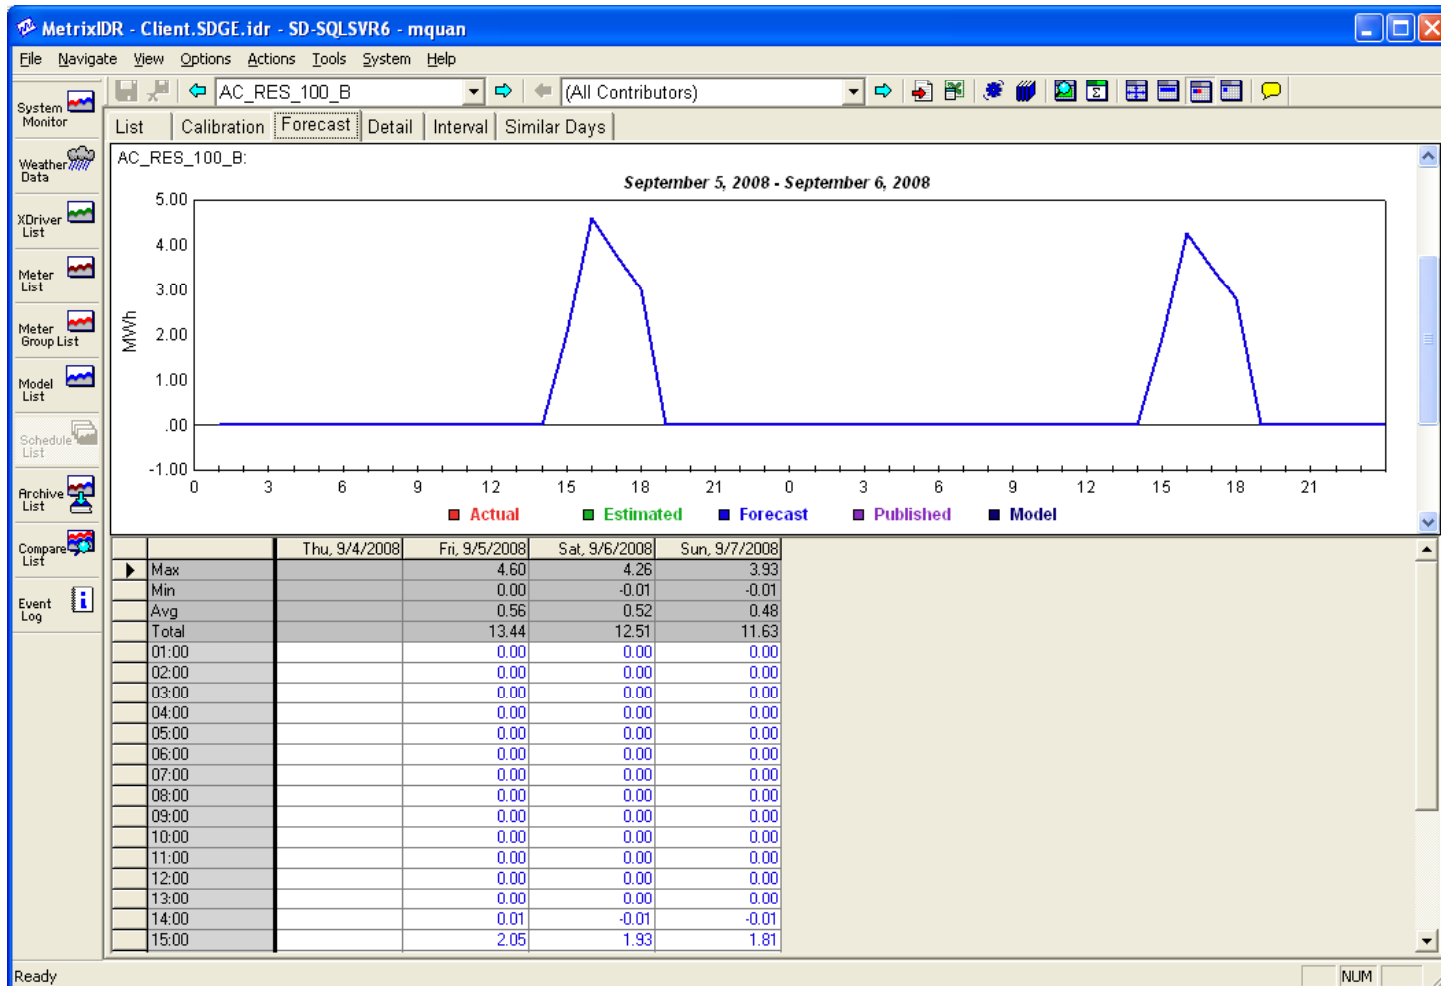 MetrixIDR - Client.SDGE.idr - SD-SQLSVR6 - mquan
File Navigate View Options Actions Tools System Help
AC_RES_100_B (All Contributors)
List Calibration Forecast Detail Interval Similar Days
System Monitor
Weather Data
XDriver List
Meter List
Meter Group List
Model List
Schedule List
Archive List
Compare List
Event Log
AC_RES_100_B:
September 5, 2008 - September 6, 2008
MWh
5.00
4.00
3.00
2.00
1.00
.00
-1.00
0 3 6 9 12 15 18 21 0 3 6 9 12 15 18 21
Actual Estimated Forecast Published Model
Thu, 9/4/2008 Fri, 9/5/2008 Sat, 9/6/2008 Sun, 9/7/2008
Max 4.60 4.26 3.93
Min 0.00 -0.01 -0.01
Avg 0.56 0.52 0.48
Total 13.44 12.51 11.63
01:00 0.00 0.00 0.00
02:00 0.00 0.00 0.00
03:00 0.00 0.00 0.00
04:00 0.00 0.00 0.00
05:00 0.00 0.00 0.00
06:00 0.00 0.00 0.00
07:00 0.00 0.00 0.00
08:00 0.00 0.00 0.00
09:00 0.00 0.00 0.00
10:00 0.00 0.00 0.00
11:00 0.00 0.00 0.00
12:00 0.00 0.00 0.00
13:00 0.00 0.00 0.00
14:00 0.01 -0.01 -0.01
15:00 2.05 1.93 1.81
Ready NUM